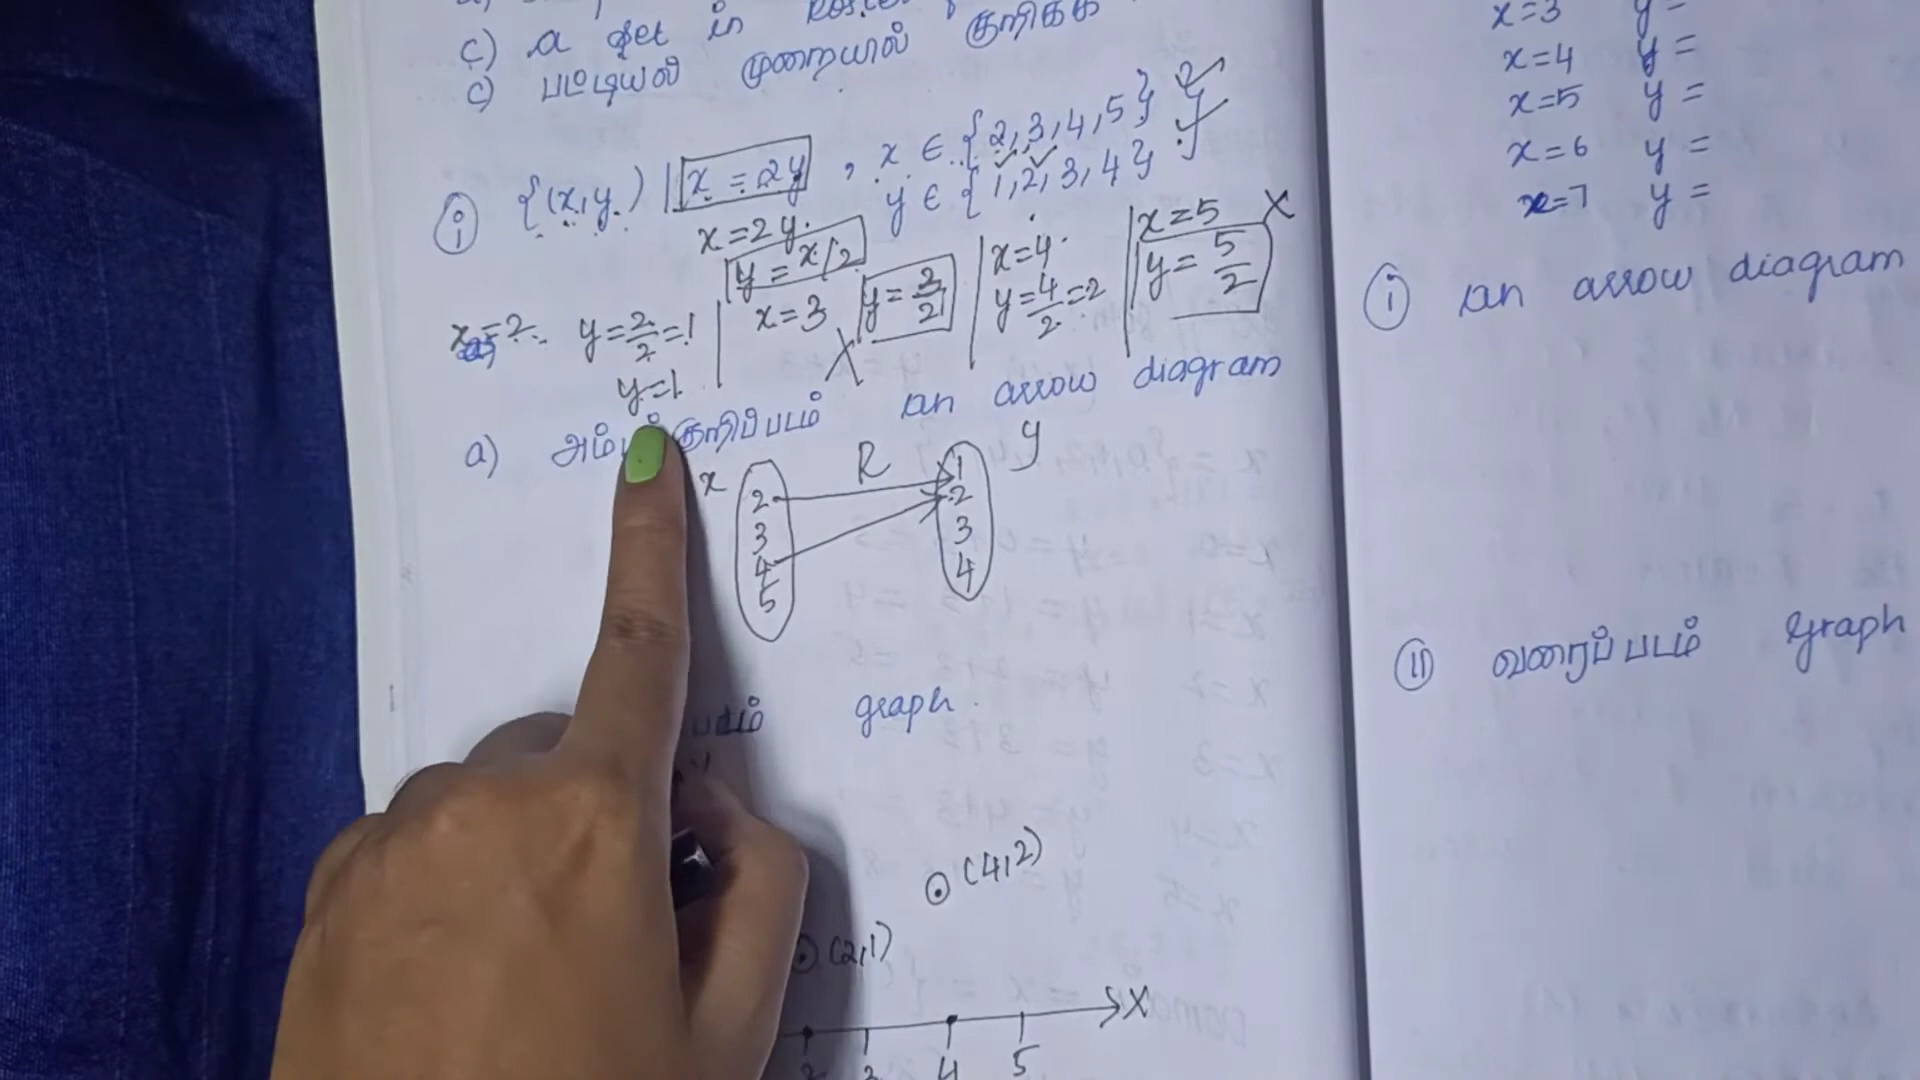 c) a set in
c) பட்டியல் முறையால் குறிக்க
(i) {(x,y) | x = 2y, x ∈ {2,3,4,5}
y ∈ {1,2,3,4} }
x = 2y.
y = x/2
x=2. y=2/2=1
y=1.
x=3 y=3/2 X
x=4 y=4/2=2
x=5 X y=5/2
a) குறிப்படம் an arrow diagram
x R y
2 1
3 2
4 3
5 4
graph
(4,2)
(2,1)
X
2 3 4 5
x=3 y=
x=4 y=
x=5 y=
x=6 y=
x=7 y=
(i) an arrow diagram
(ii) வரைப்படம் graph